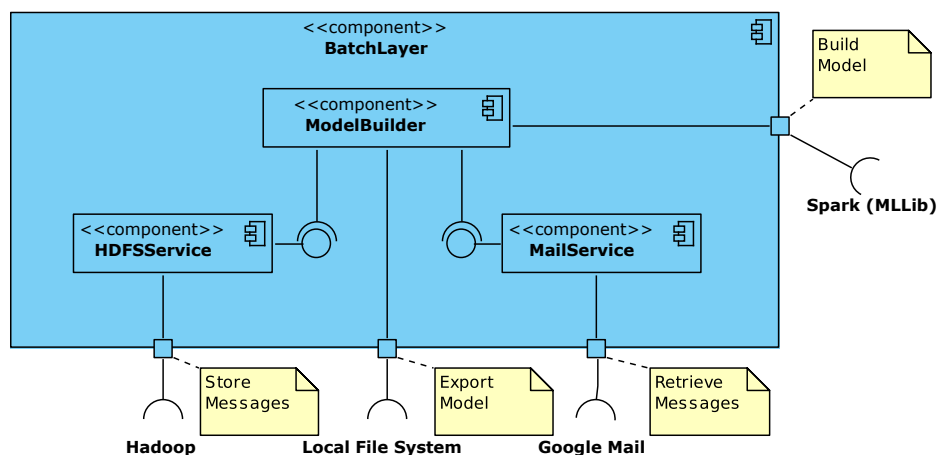 <<component>>
BatchLayer
Build
Model
<<component>>
ModelBuilder
Spark (MLLib)
<<component>>
HDFSService
<<component>>
MailService
Store
Messages
Export
Model
Retrieve
Messages
Hadoop
Local File System
Google Mail